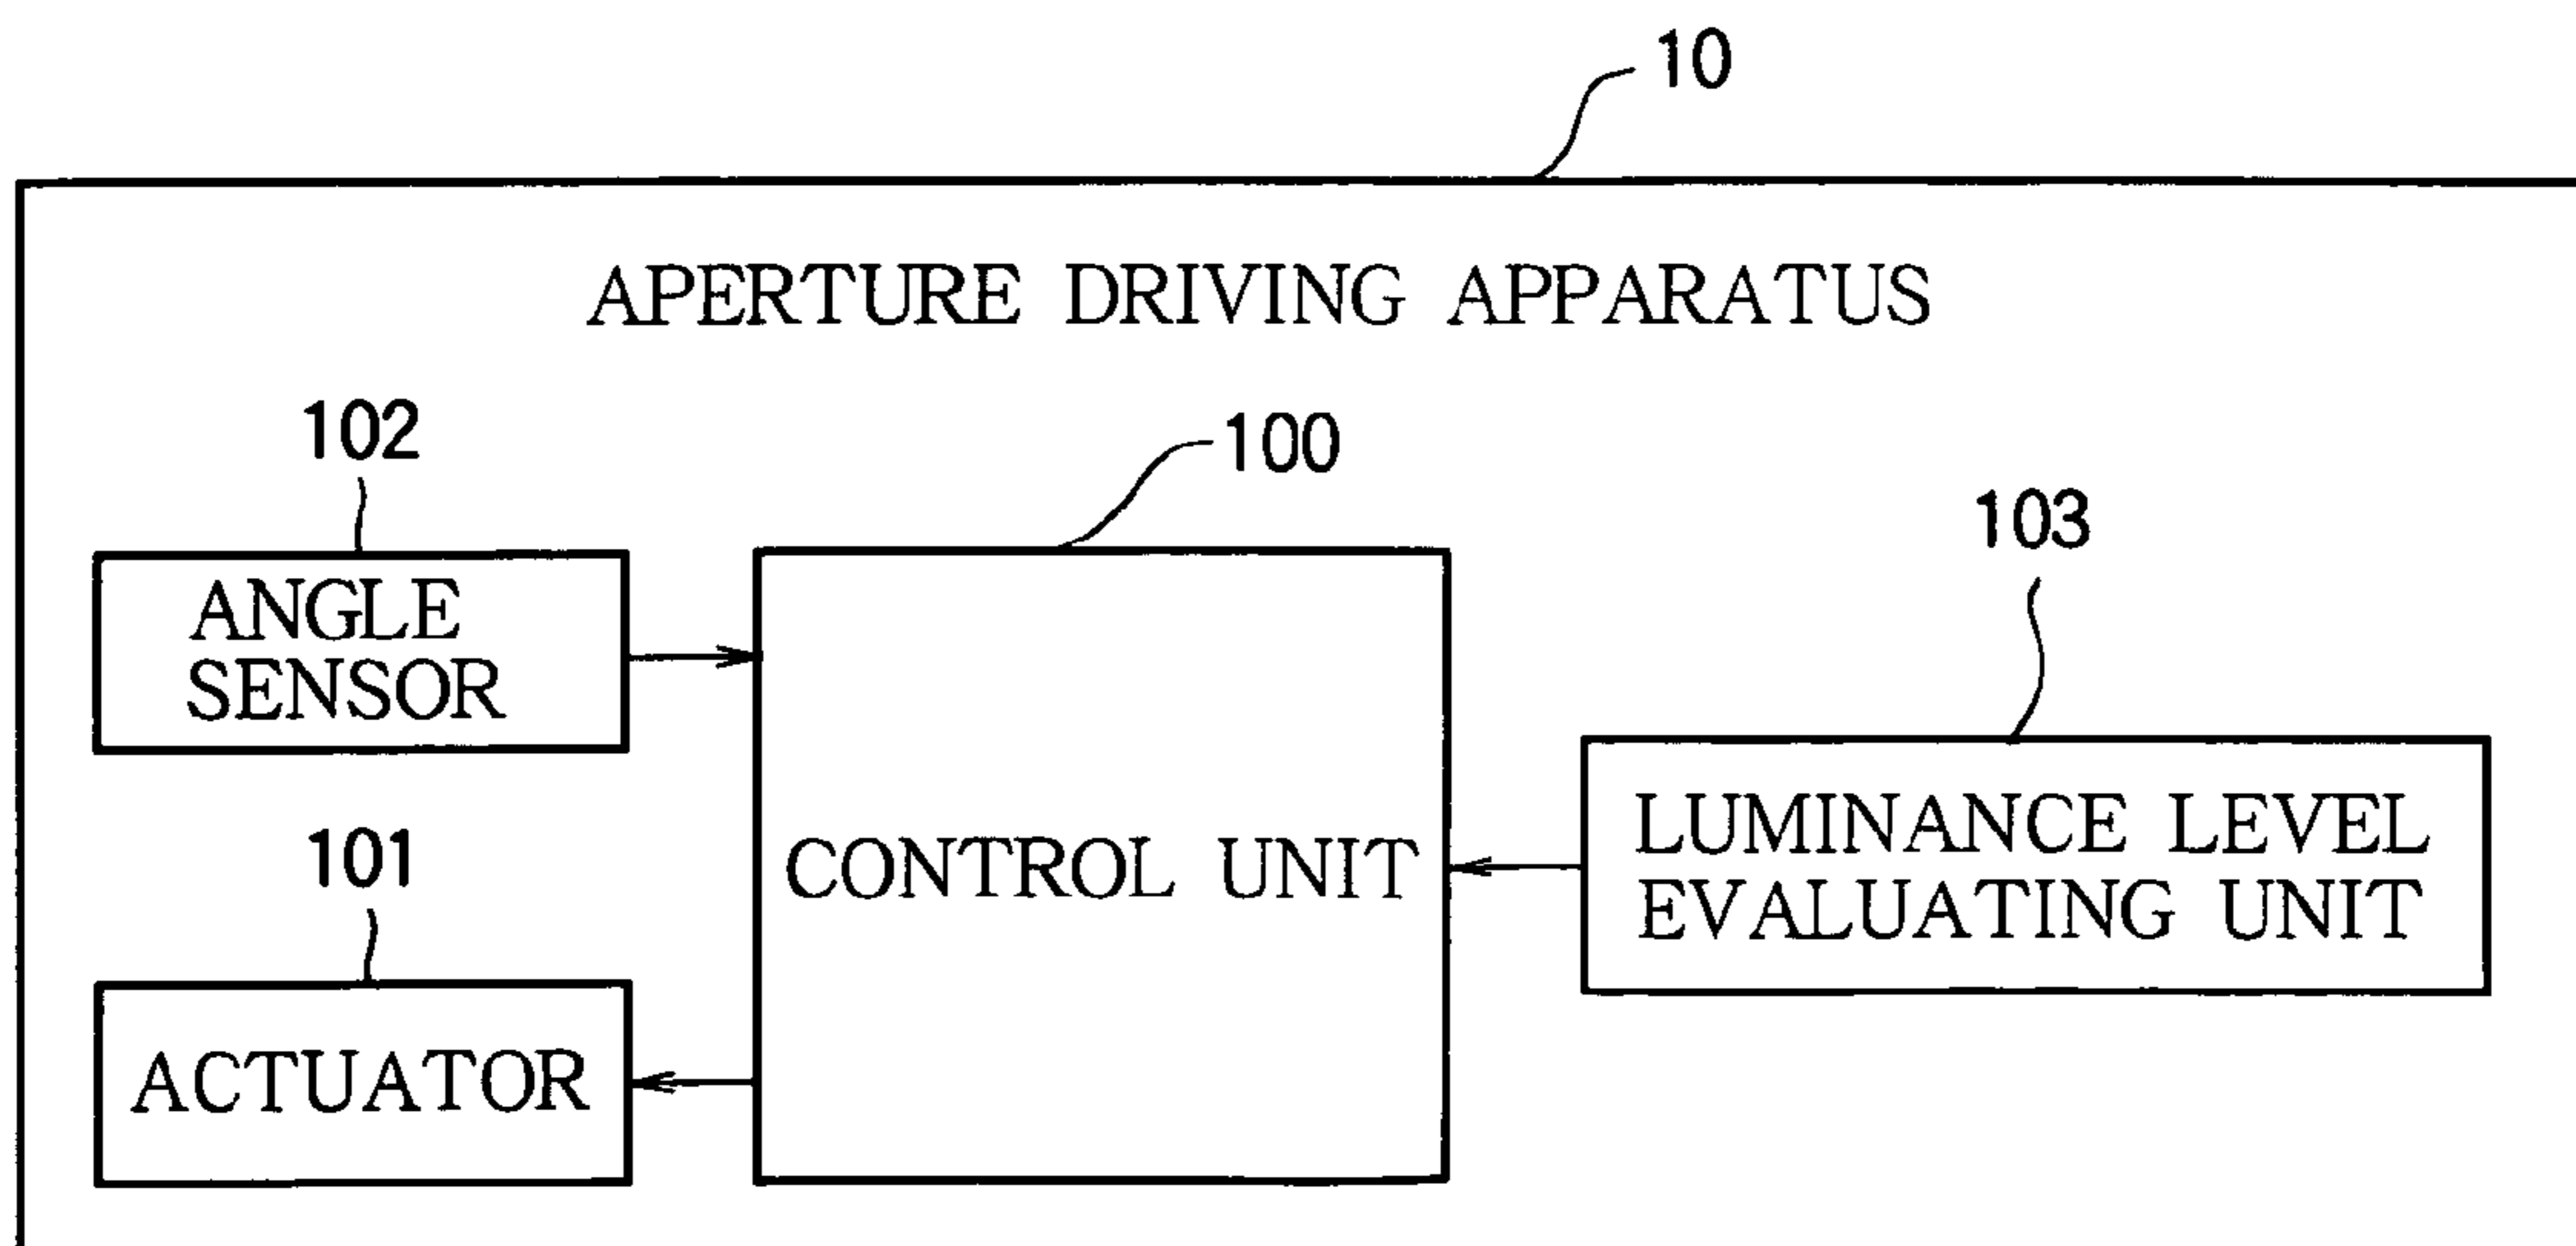 10
APERTURE DRIVING APPARATUS
102
100
103
ANGLE
SENSOR
LUMINANCE LEVEL
EVALUATING UNIT
CONTROL UNIT
101
ACTUATOR